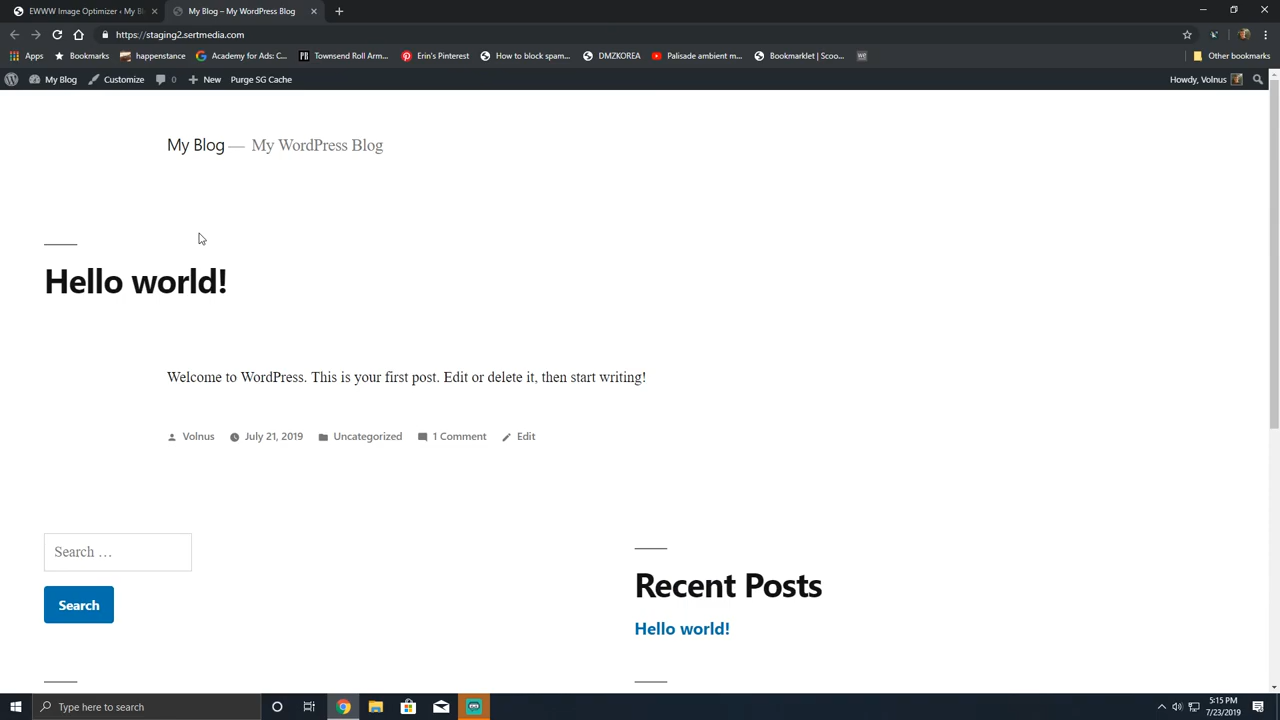 EWWW Image Optimizer ‹ My Bl
My Blog – My WordPress Blog
https://staging2.sertmedia.com
Apps
Bookmarks
happenstance
Academy for Ads: C...
Townsend Roll Arm...
Erin's Pinterest
How to block spam...
DMZKOREA
Palisade ambient m...
Bookmarklet | Scoo...
Other bookmarks
My Blog
Customize
0
New
Purge SG Cache
Howdy, Volnus
My Blog — My WordPress Blog
Hello world!
Welcome to WordPress. This is your first post. Edit or delete it, then start writing!
Volnus July 21, 2019 Uncategorized 1 Comment Edit
Search …
Search
Recent Posts
Hello world!
Type here to search
5:15 PM
7/23/2019